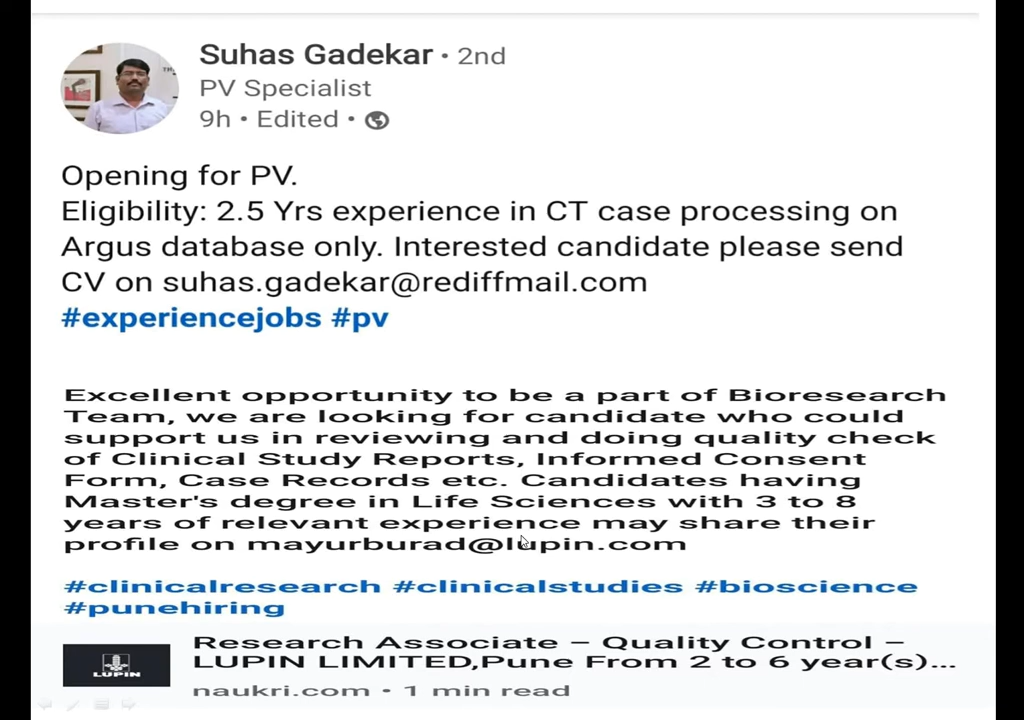 Suhas Gadekar • 2nd
PV Specialist
9h • Edited •
Opening for PV.
Eligibility: 2.5 Yrs experience in CT case processing on
Argus database only. Interested candidate please send
CV on suhas.gadekar@rediffmail.com
#experiencejobs #pv
Excellent opportunity to be a part of Bioresearch
Team, we are looking for candidate who could
support us in reviewing and doing quality check
of Clinical Study Reports, Informed Consent
Form, Case Records etc. Candidates having
Master's degree in Life Sciences with 3 to 8
years of relevant experience may share their
profile on mayurburad@lupin.com
#clinicalresearch #clinicalstudies #bioscience
#punehiring
Research Associate – Quality Control –
LUPIN LIMITED,Pune From 2 to 6 year(s)...
LUPIN
naukri.com • 1 min read